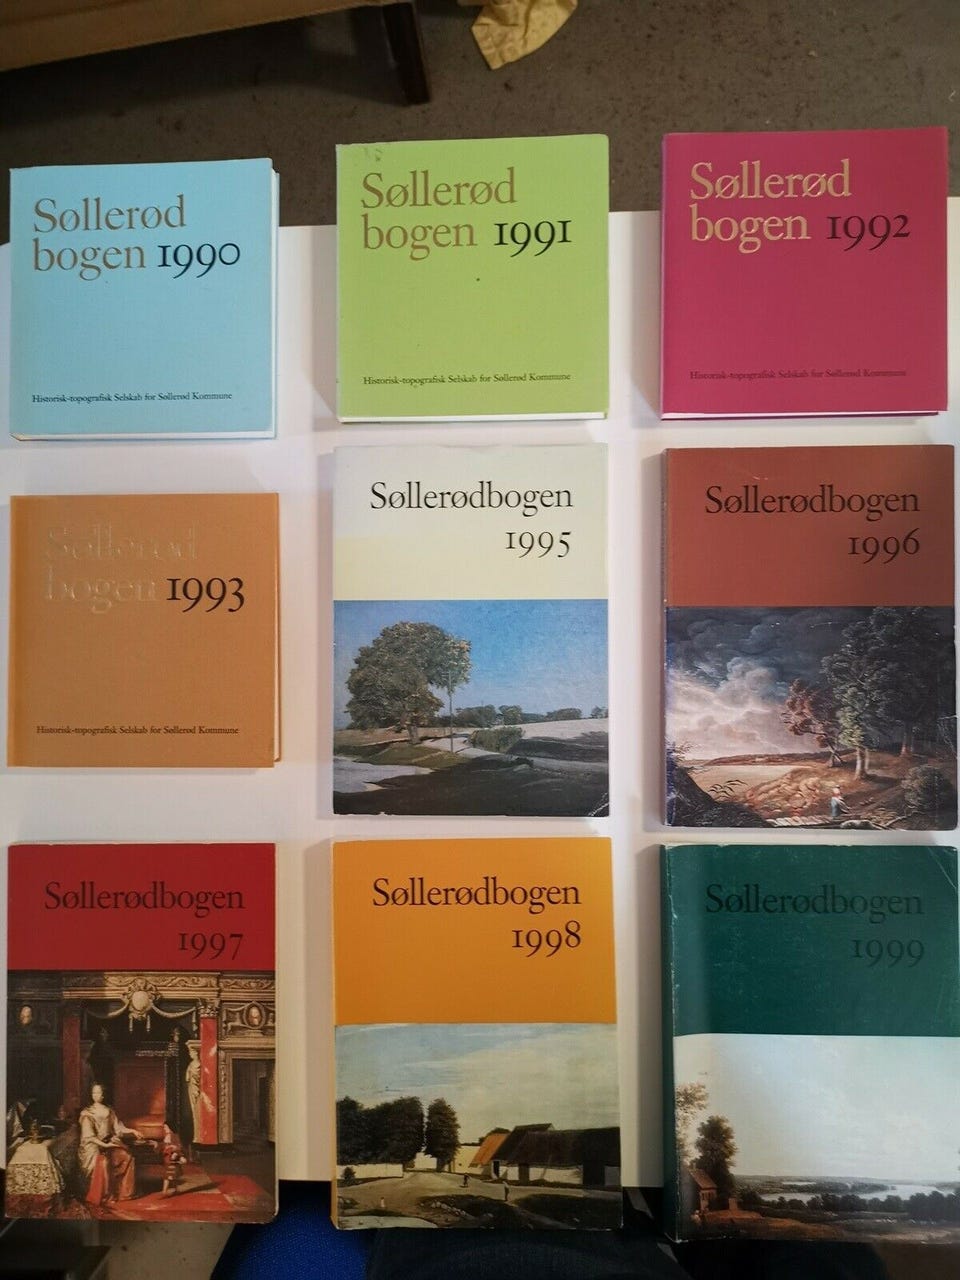 Søllerød
bogen 1990
Historisk-topografisk Selskab for Søllerød Kommune
Søllerød
bogen 1991
Historisk-topografisk Selskab for Søllerød Kommune
Søllerød
bogen 1992
Historisk-topografisk Selskab for Søllerød Kommune
Søllerød
bogen 1993
Historisk-topografisk Selskab for Søllerød Kommune
Søllerødbogen
1995
Søllerødbogen
1996
Søllerødbogen
1997
Søllerødbogen
1998
Søllerødbogen
1999